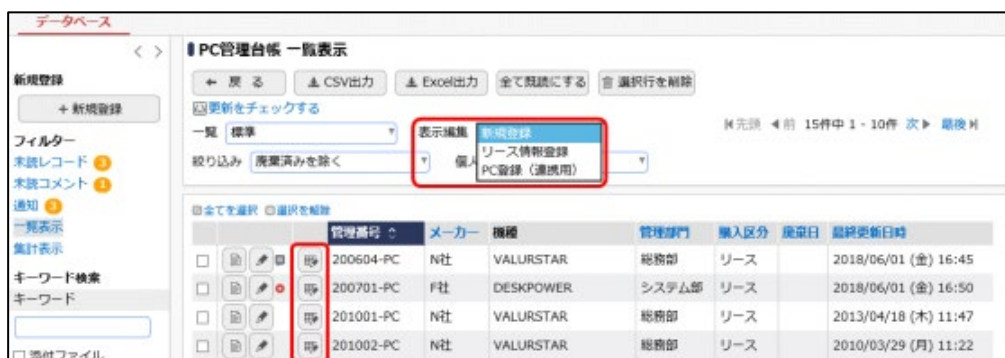 データベース
< >
新規登録
+ 新規登録
フィルター
未読レコード 3
未読コメント 1
通知 3
一覧表示
集計表示
キーワード検索
キーワード
添付ファイル
PC管理台帳 一覧表示
← 戻 る CSV出力 Excel出力 全て既読にする 選択行を削除
更新をチェックする
一覧 標準 表示編集 新規登録
リース情報登録
PC登録（連携用）
先頭 前 15件中 1 - 10件 次 最後
絞り込み 廃棄済みを除く 個人
全てを選択 選択を解除
管理番号 メーカー 機種 管理部門 購入区分 廃棄日 最終更新日時
200604-PC N社 VALURSTAR 総務部 リース 2018/06/01 (金) 16:45
200701-PC F社 DESKPOWER システム部 リース 2018/06/01 (金) 16:50
201001-PC N社 VALURSTAR 総務部 リース 2013/04/18 (木) 11:47
201002-PC N社 VALURSTAR 総務部 リース 2010/03/29 (月) 11:22